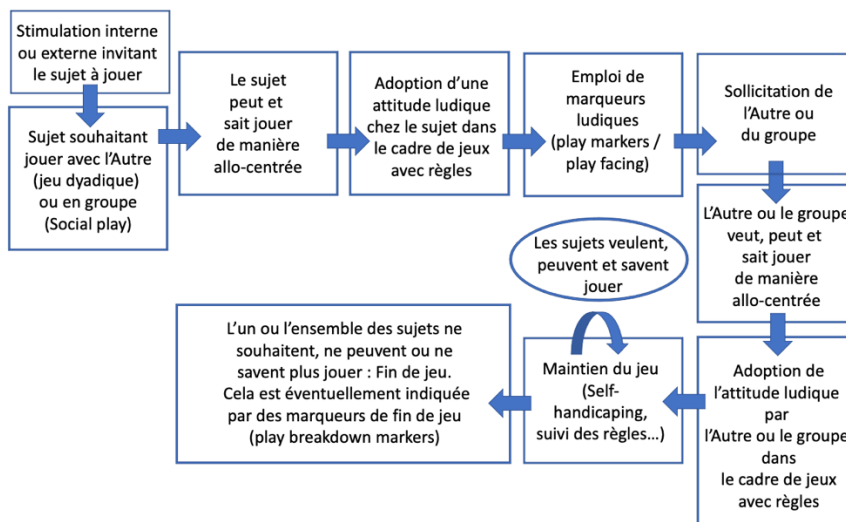 Stimulation interne
ou externe invitant
le sujet à jouer
Sujet souhaitant
jouer avec l’Autre
(jeu dyadique)
ou en groupe
(Social play)
Le sujet
peut et
sait jouer
de manière
allo-centrée
Adoption d’une
attitude ludique
chez le sujet dans
le cadre de jeux
avec règles
Emploi de
marqueurs
ludiques
(play markers /
play facing)
Sollicitation de
l’Autre ou
du groupe
L’Autre ou le groupe
veut, peut et
sait jouer
de manière
allo-centrée
Adoption de
l’attitude ludique
par
l’Autre ou le groupe
dans
le cadre de jeux
avec règles
Les sujets veulent,
peuvent et savent
jouer
Maintien du jeu
(Self-
handicaping,
suivi des règles…)
L’un ou l’ensemble des sujets ne
souhaitent, ne peuvent ou ne
savent plus jouer : Fin de jeu.
Cela est éventuellement indiquée
par des marqueurs de fin de jeu
(play breakdown markers)